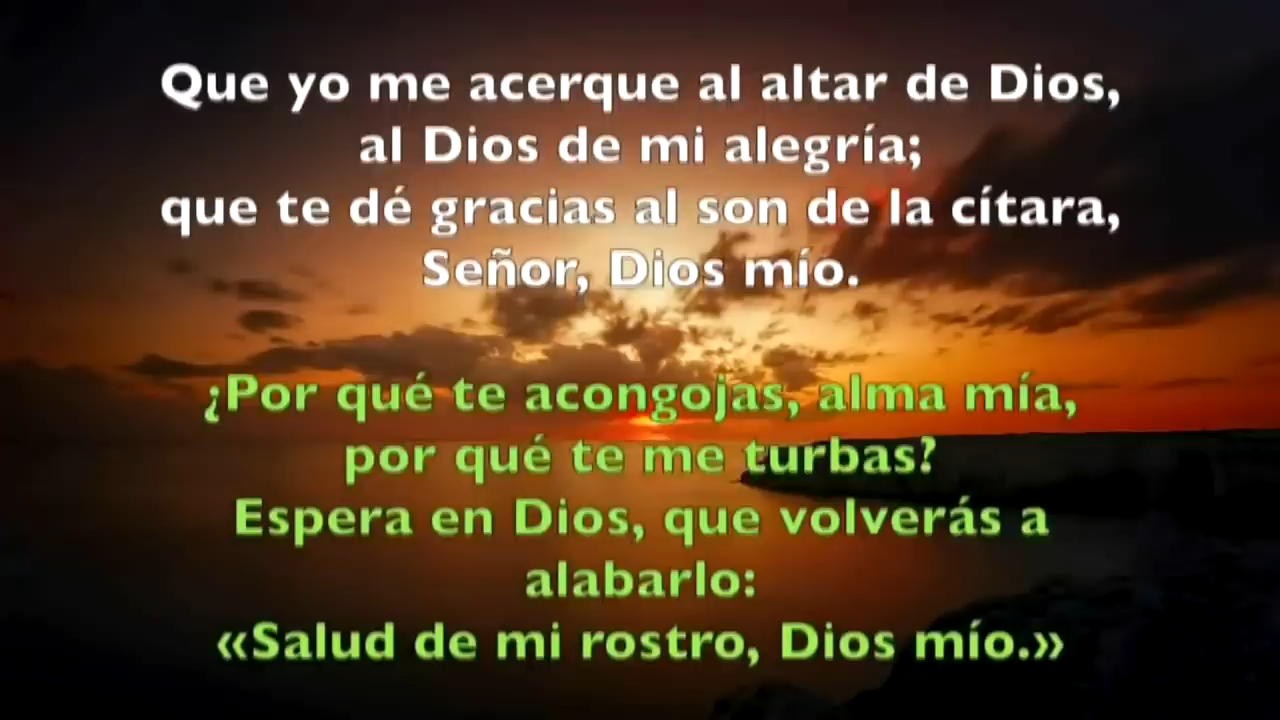 Que yo me acerque al altar de Dios,
al Dios de mi alegría;
que te dé gracias al son de la cítara,
Señor, Dios mío.
¿Por qué te acongojas, alma mía,
por qué te me turbas?
Espera en Dios, que volverás a
alabarlo:
«Salud de mi rostro, Dios mío.»